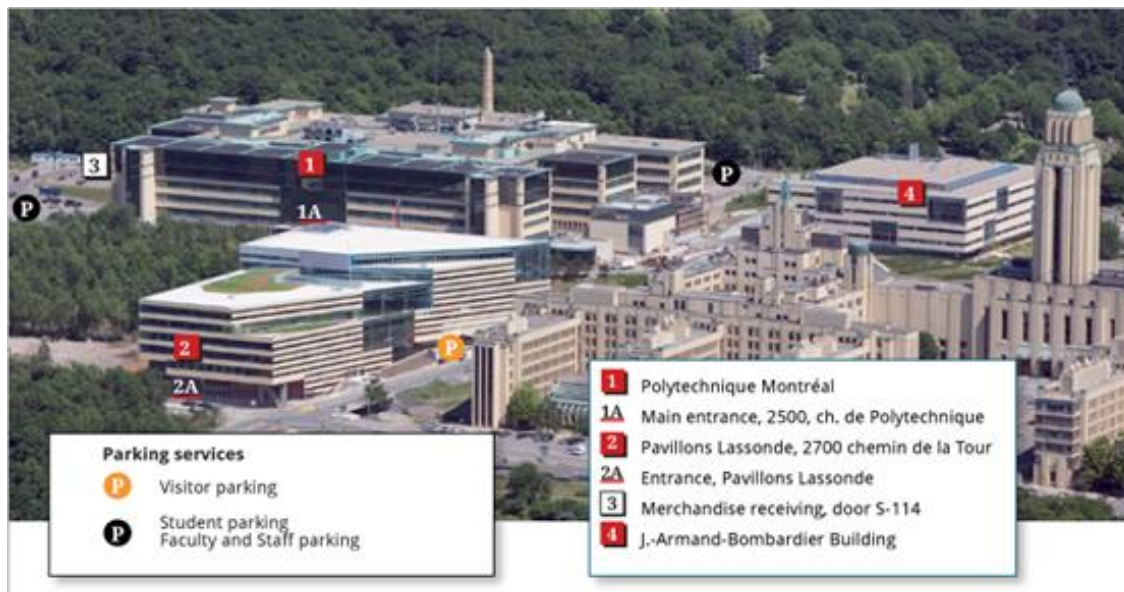 3
1
P
P
4
1A
2
P
2A
Parking services
P Visitor parking
P Student parking
Faculty and Staff parking
1 Polytechnique Montréal
1A Main entrance, 2500, ch. de Polytechnique
2 Pavillons Lassonde, 2700 chemin de la Tour
2A Entrance, Pavillons Lassonde
3 Merchandise receiving, door S-114
4 J.-Armand-Bombardier Building